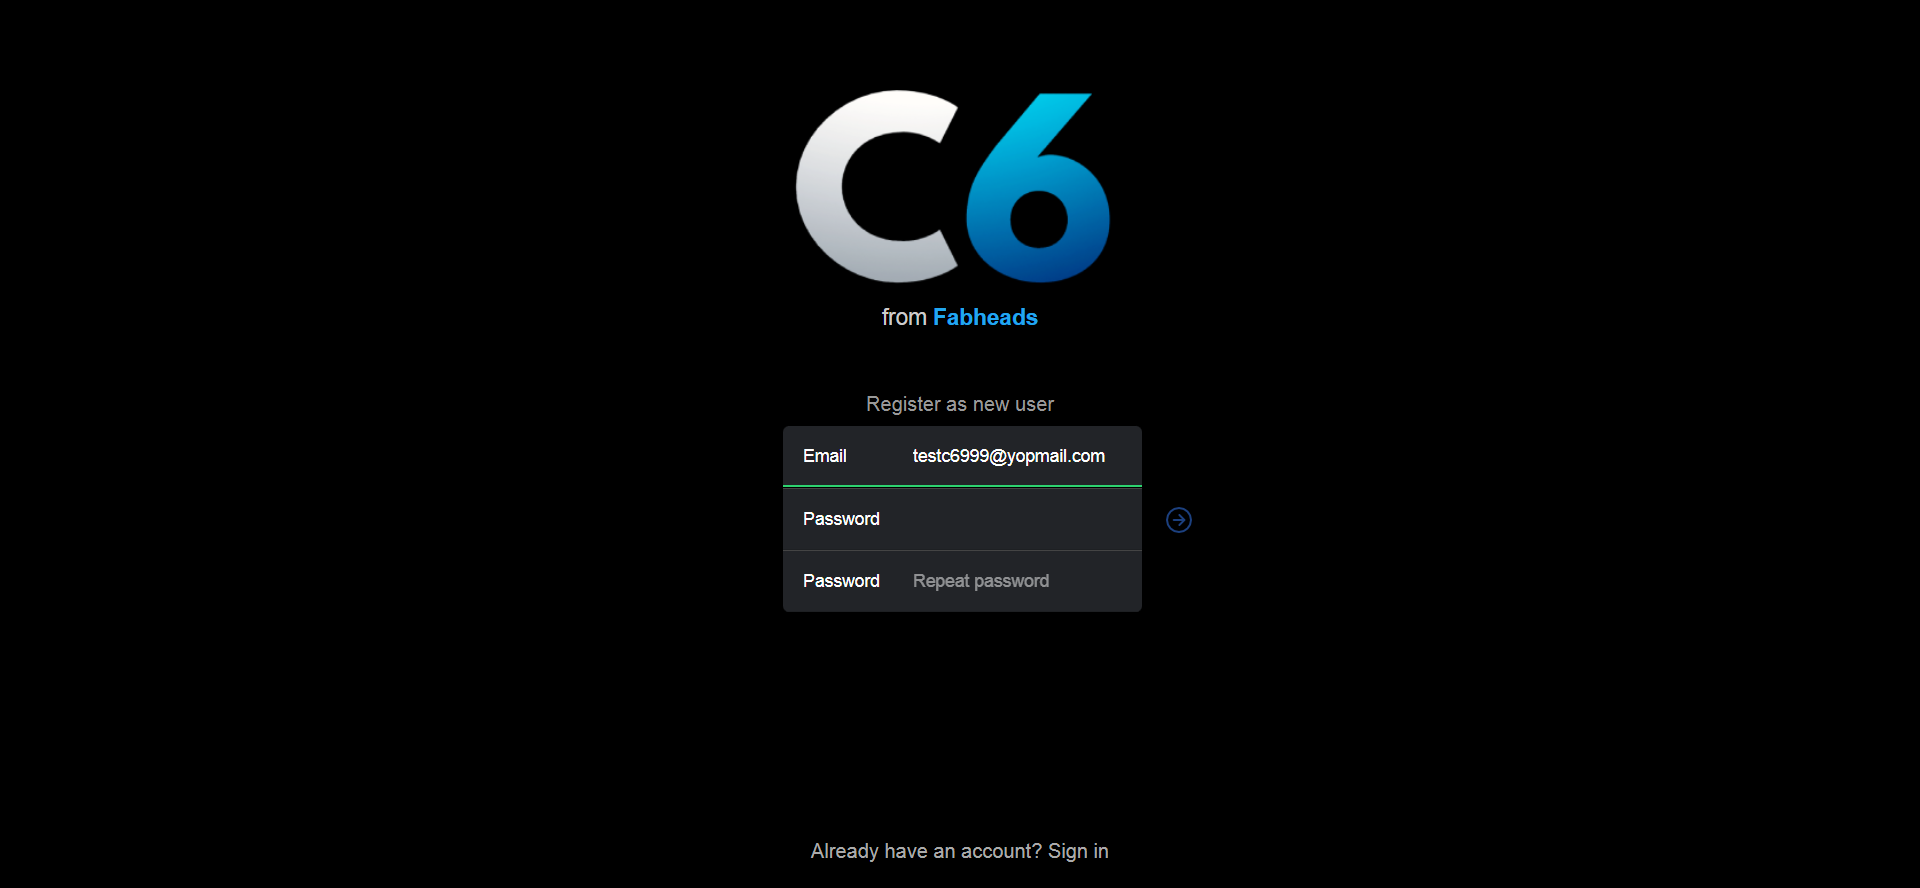 C6
from Fabheads
Register as new user
Email testc6999@yopmail.com
Password
Password Repeat password
Already have an account? Sign in